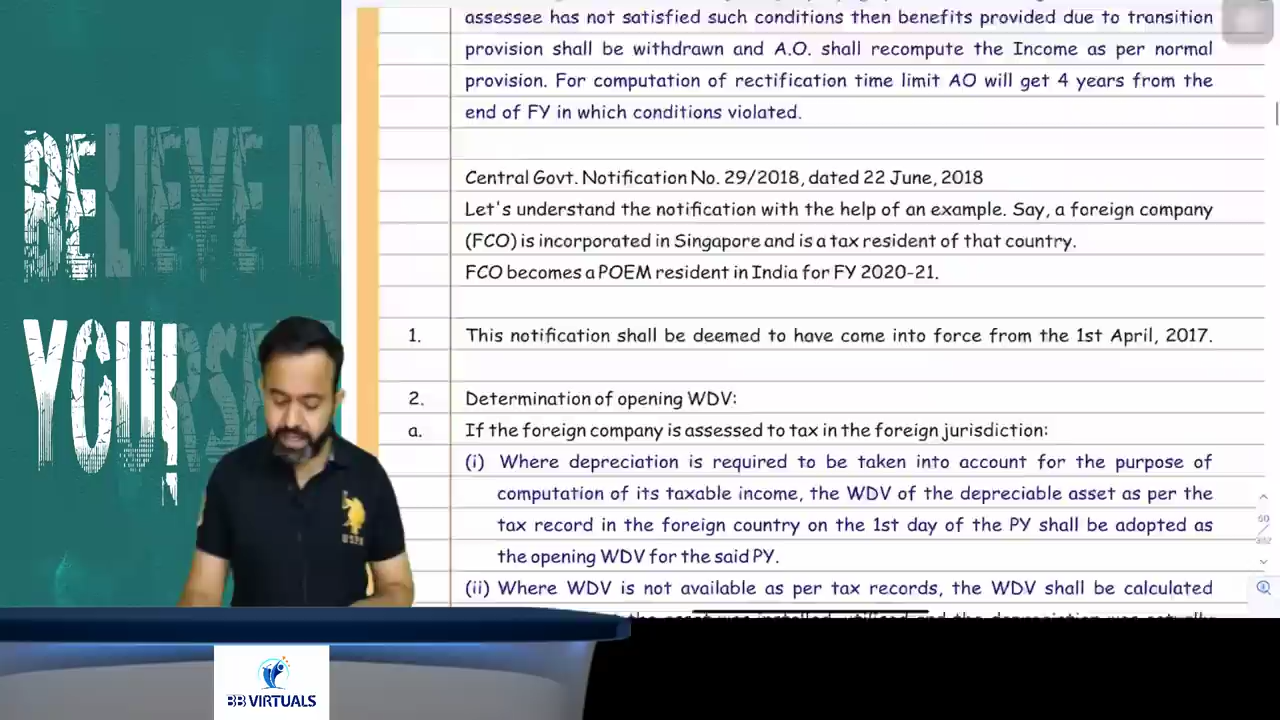 BELIEVE IN
YOURSE
assessee has not satisfied such conditions then benefits provided due to transition
provision shall be withdrawn and A.O. shall recompute the Income as per normal
provision. For computation of rectification time limit AO will get 4 years from the
end of FY in which conditions violated.
Central Govt. Notification No. 29/2018, dated 22 June, 2018
Let's understand the notification with the help of an example. Say, a foreign company
(FCO) is incorporated in Singapore and is a tax resident of that country.
FCO becomes a POEM resident in India for FY 2020-21.
1. This notification shall be deemed to have come into force from the 1st April, 2017.
2. Determination of opening WDV:
a. If the foreign company is assessed to tax in the foreign jurisdiction:
(i) Where depreciation is required to be taken into account for the purpose of
computation of its taxable income, the WDV of the depreciable asset as per the
tax record in the foreign country on the 1st day of the PY shall be adopted as
the opening WDV for the said PY.
(ii) Where WDV is not available as per tax records, the WDV shall be calculated
BB VIRTUALS